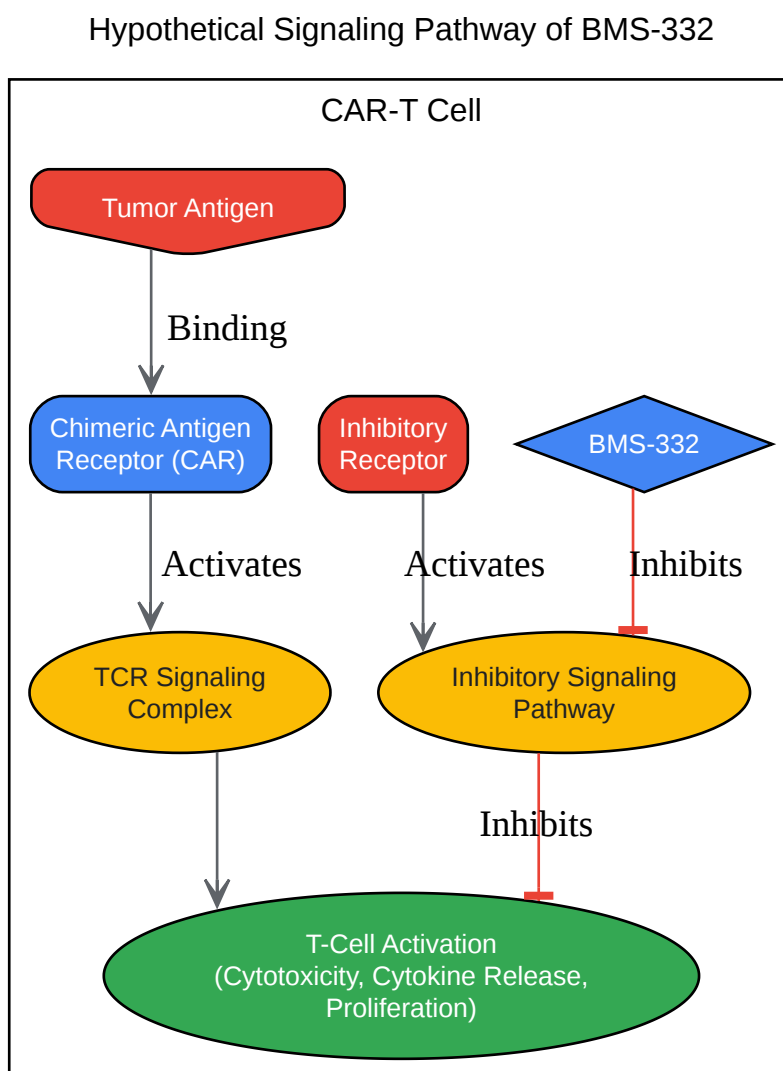 Hypothetical Signaling Pathway of BMS-332
CAR-T Cell
Tumor Antigen
Binding
Chimeric Antigen
Receptor (CAR)
Inhibitory
Receptor
BMS-332
Activates
Activates
Inhibits
TCR Signaling
Complex
Inhibitory Signaling
Pathway
Inhibits
T-Cell Activation
(Cytotoxicity, Cytokine Release,
Proliferation)